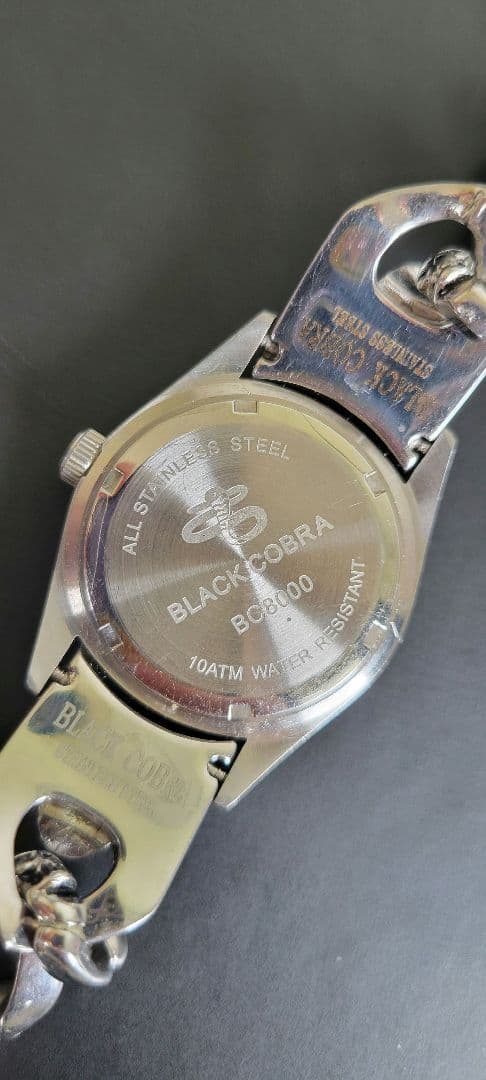 BLACK COBRA
STAINLESS STEEL
ALL STAINLESS STEEL
BLACK COBRA
BC8000
10ATM WATER RESISTANT
BLACK COBRA